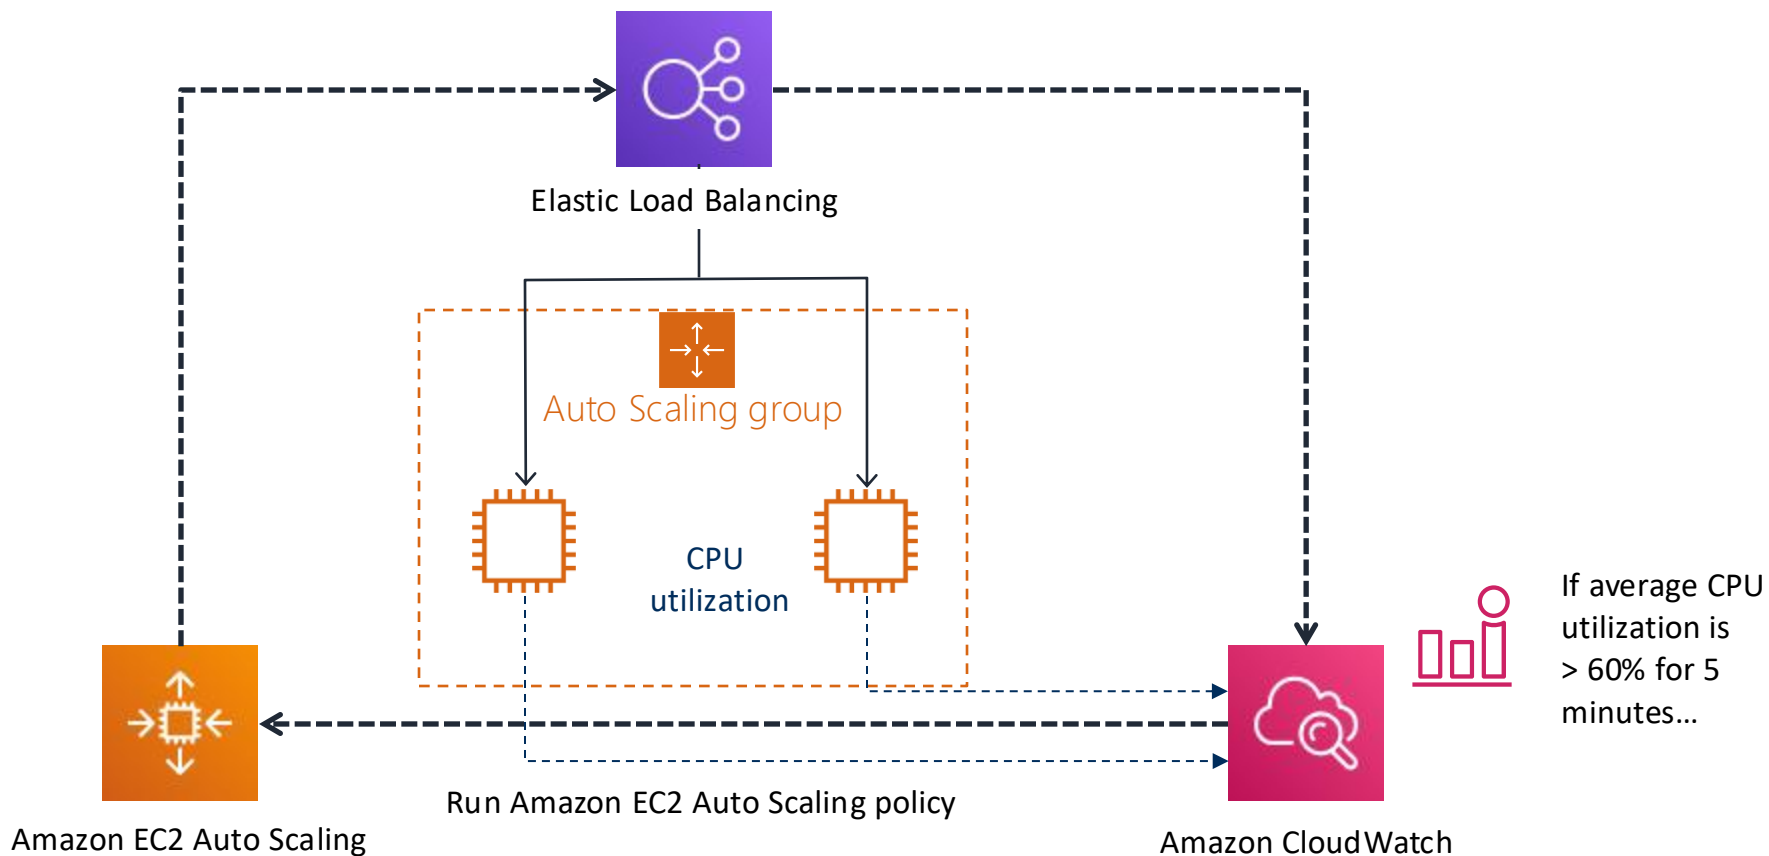 Elastic Load Balancing
Auto Scaling group
CPU
utilization
If average CPU
utilization is
> 60% for 5
minutes...
Run Amazon EC2 Auto Scaling policy
Amazon EC2 Auto Scaling
Amazon CloudWatch